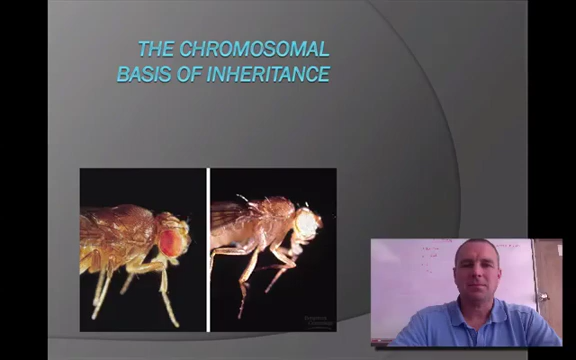 THE CHROMOSOMAL
BASIS OF INHERITANCE